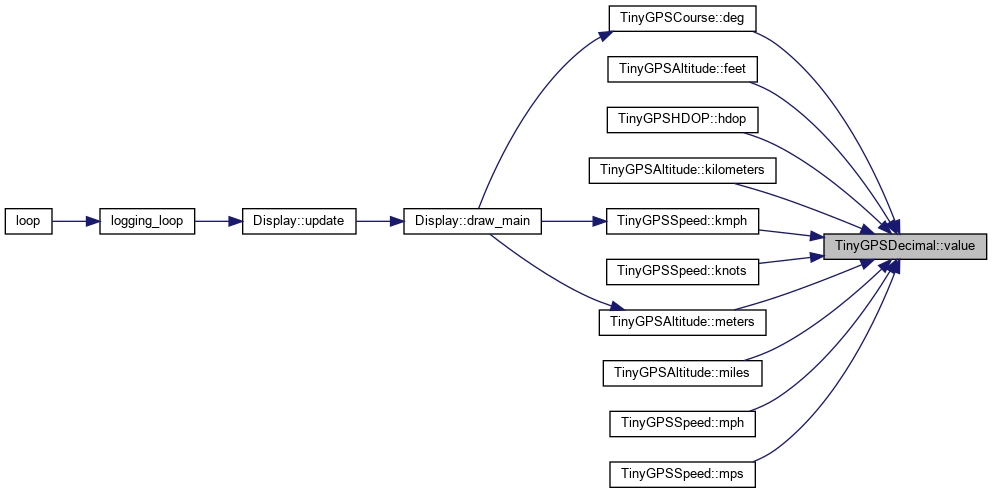 TinyGPSCourse::deg
TinyGPSAltitude::feet
TinyGPSHDOP::hdop
TinyGPSAltitude::kilometers
loop
logging_loop
Display::update
Display::draw_main
TinyGPSSpeed::kmph
TinyGPSDecimal::value
TinyGPSSpeed::knots
TinyGPSAltitude::meters
TinyGPSAltitude::miles
TinyGPSSpeed::mph
TinyGPSSpeed::mps